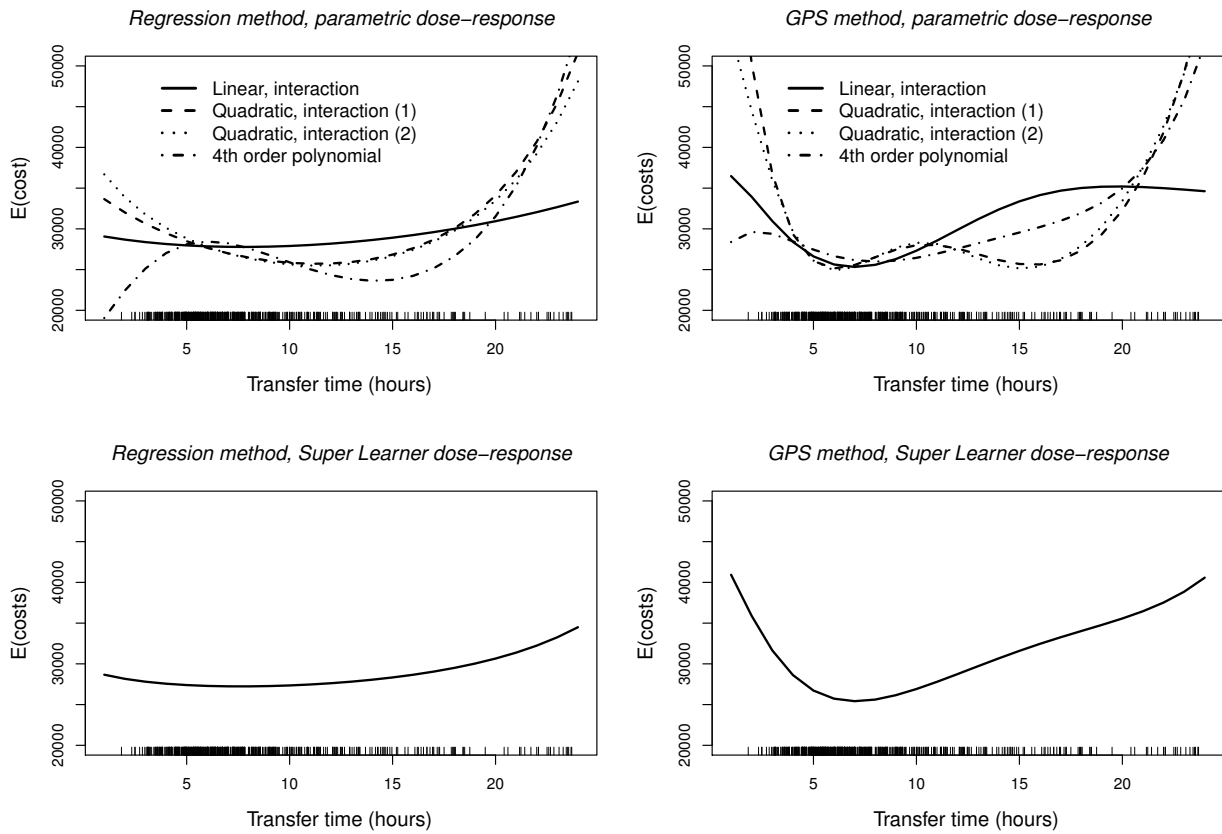 Regression method, parametric dose−response
50000
40000
30000
20000
E(cost)
Linear, interaction
Quadratic, interaction (1)
Quadratic, interaction (2)
4th order polynomial
5
10
15
20
Transfer time (hours)
GPS method, parametric dose−response
50000
40000
30000
20000
E(costs)
Linear, interaction
Quadratic, interaction (1)
Quadratic, interaction (2)
4th order polynomial
5
10
15
20
Transfer time (hours)
Regression method, Super Learner dose−response
50000
40000
30000
20000
E(costs)
5
10
15
20
Transfer time (hours)
GPS method, Super Learner dose−response
50000
40000
30000
20000
E(costs)
5
10
15
20
Transfer time (hours)